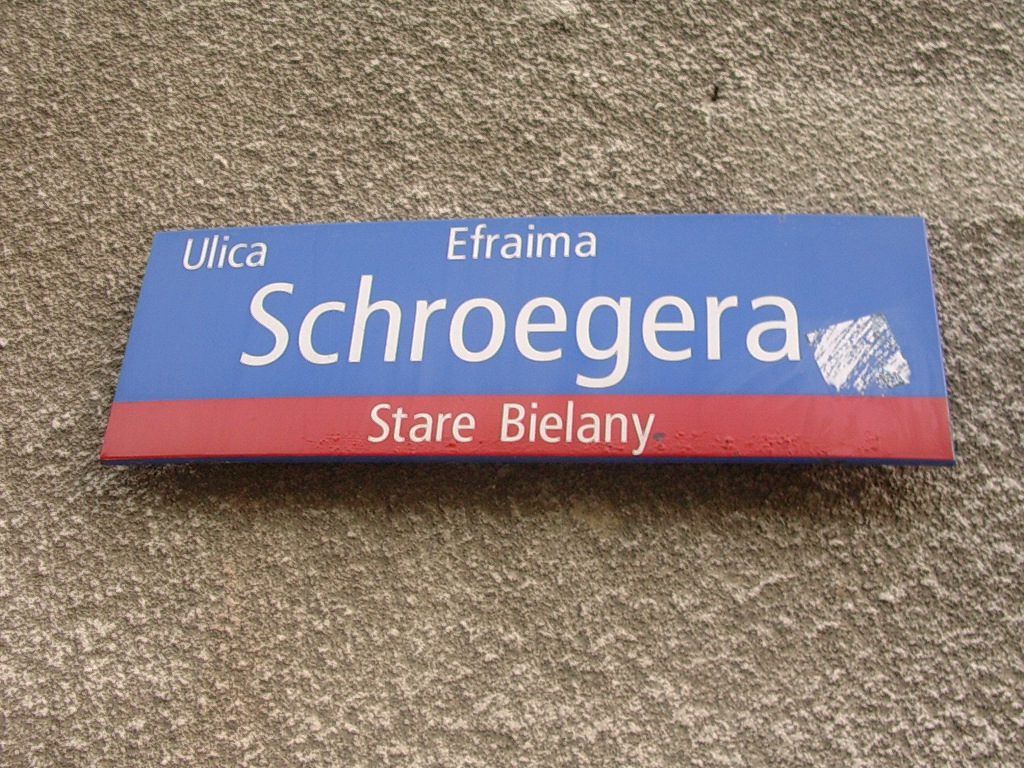 Ulica Efraima
Schroegera
Stare Bielany